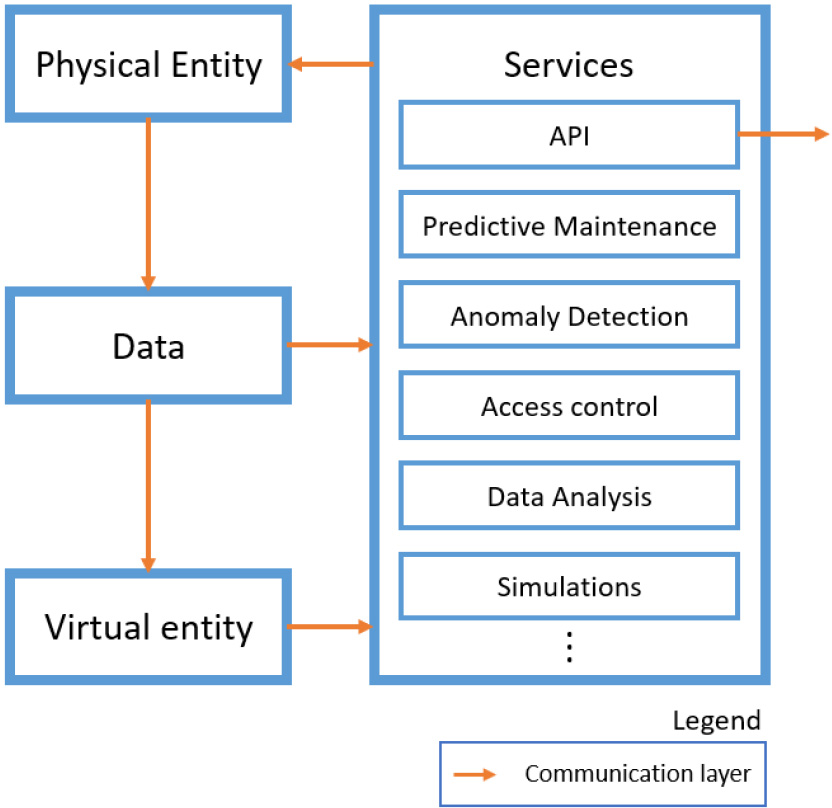 Physical Entity
Services
API
Predictive Maintenance
Anomaly Detection
Data
Access control
Data Analysis
Simulations
Virtual entity
Legend
Communication layer